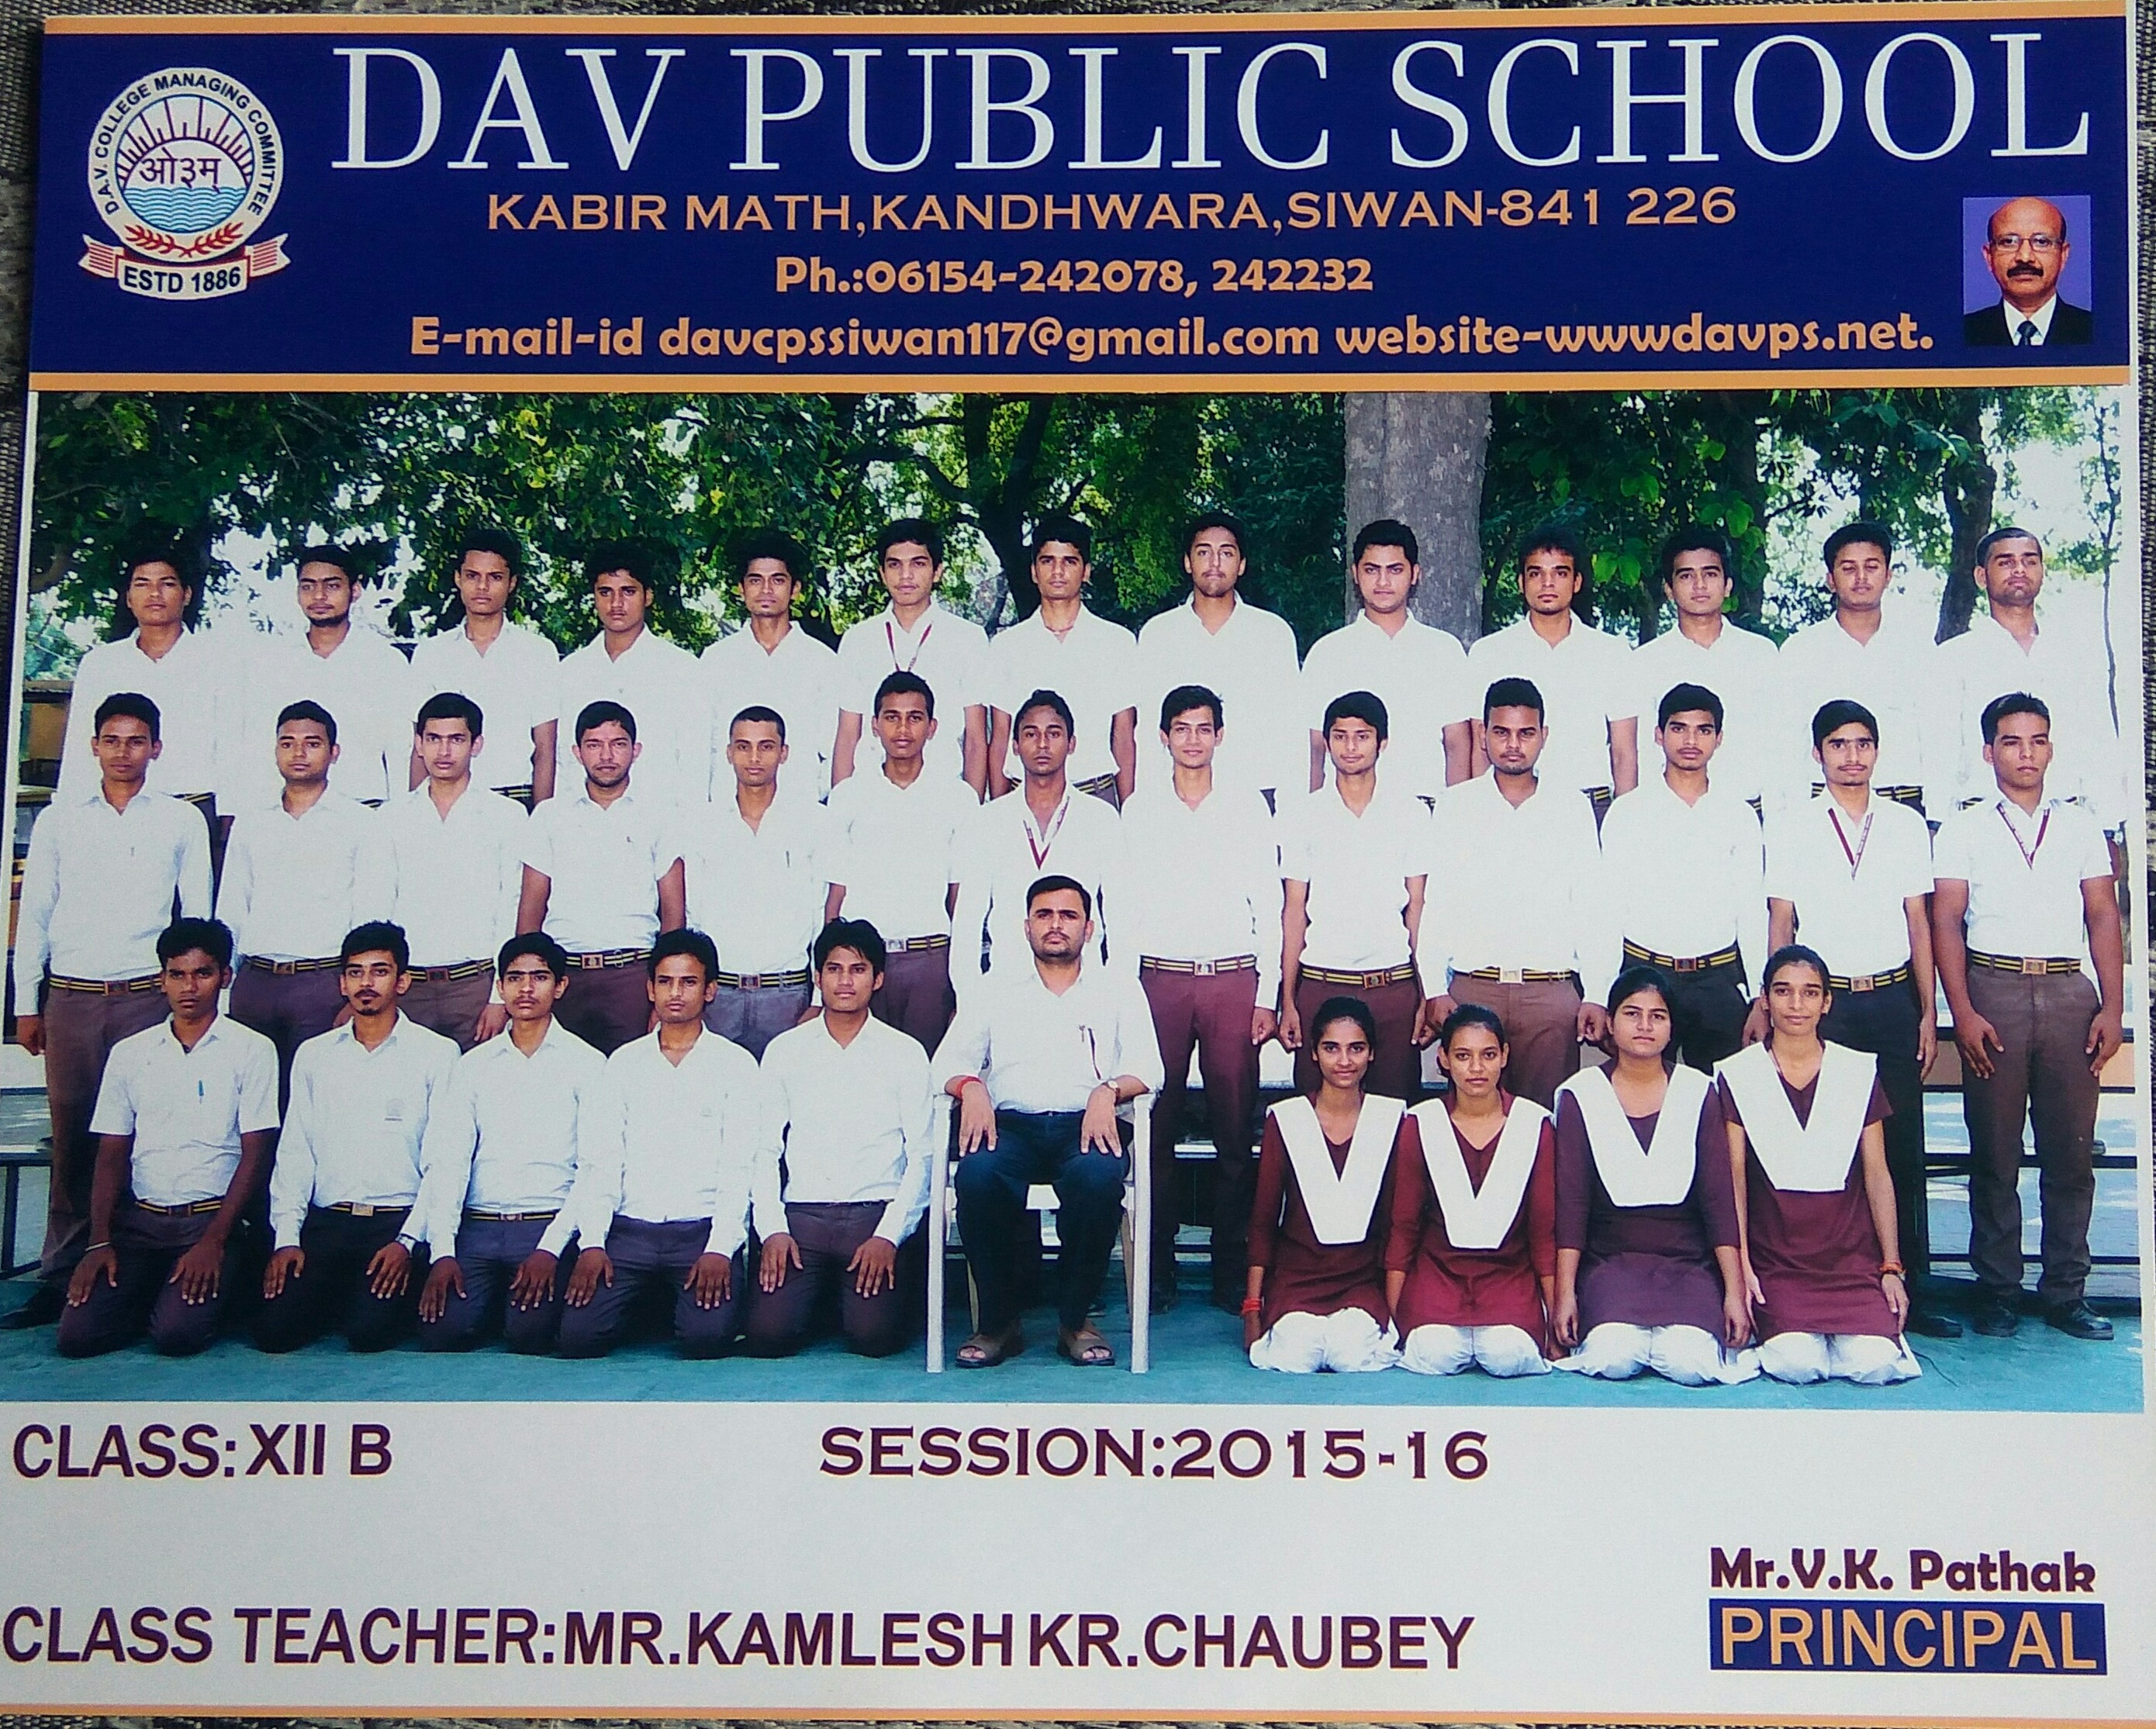 DAV PUBLIC SCHOOL
D.A.V. COLLEGE MANAGING COMMITTEE
ओ३म्
ESTD 1886
KABIR MATH,KANDHWARA,SIWAN-841 226
Ph.:06154-242078, 242232
E-mail-id davcpssiwan117@gmail.com website-wwwdavps.net.
CLASS:XII B
SESSION:2015-16
Mr.V.K. Pathak
PRINCIPAL
CLASS TEACHER:MR.KAMLESH KR.CHAUBEY